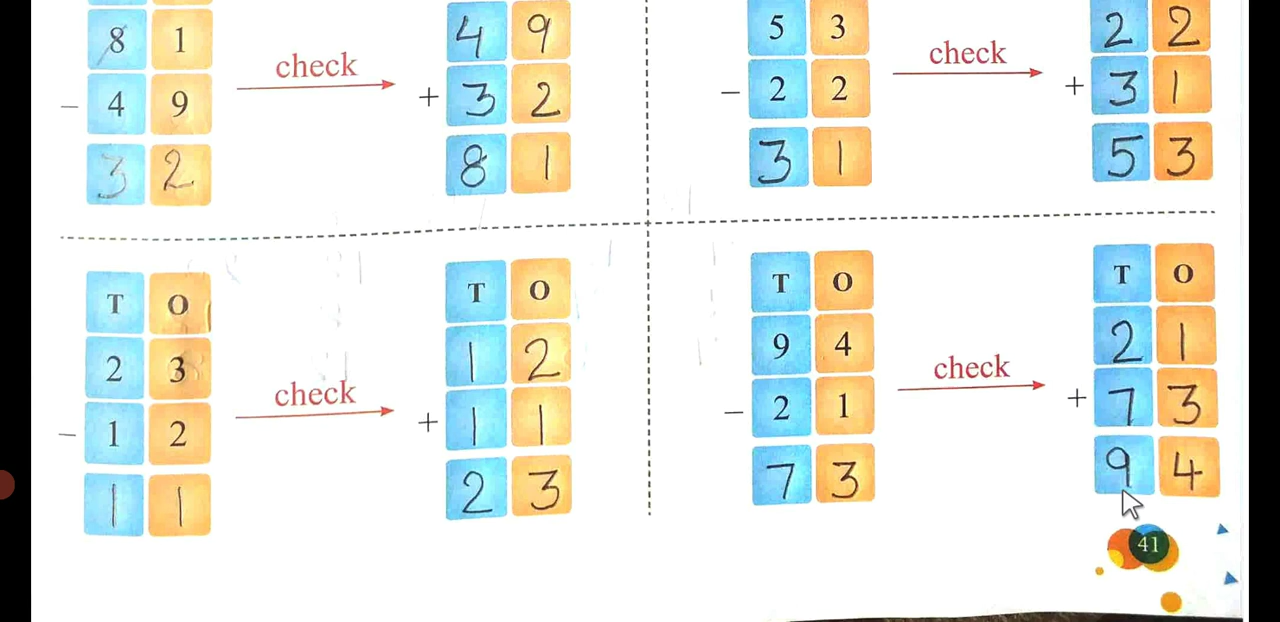 8 1
check
- 4 9
3 2
4 9
+ 3 2
8 1
5 3
check
- 2 2
3 1
2 2
+ 3 1
5 3
T O
2 3
check
- 1 2
1 1
T O
1 2
+ 1 1
2 3
T O
9 4
check
- 2 1
7 3
T O
2 1
+ 7 3
9 4
41